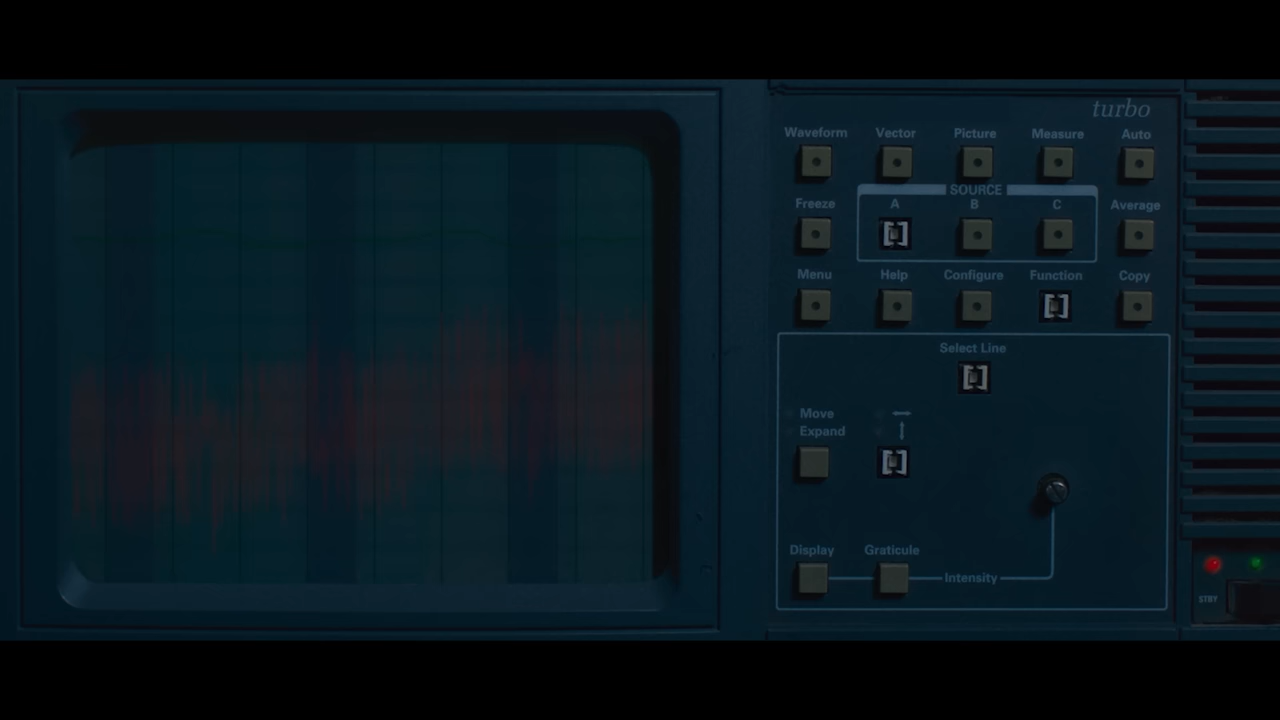 turbo
Waveform Vector Picture Measure Auto
SOURCE
Freeze A B C Average
Menu Help Configure Function Copy
Select Line
Move
Expand
Display Graticule
Intensity
STBY